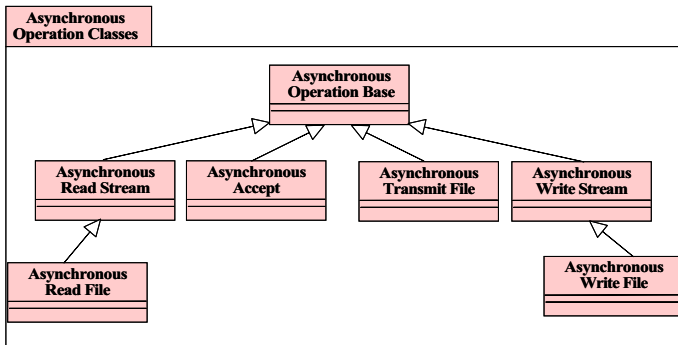 Asynchronous
Operation Classes
Asynchronous
Operation Base
Asynchronous
Read Stream
Asynchronous
Accept
Asynchronous
Transmit File
Asynchronous
Write Stream
Asynchronous
Read File
Asynchronous
Write File